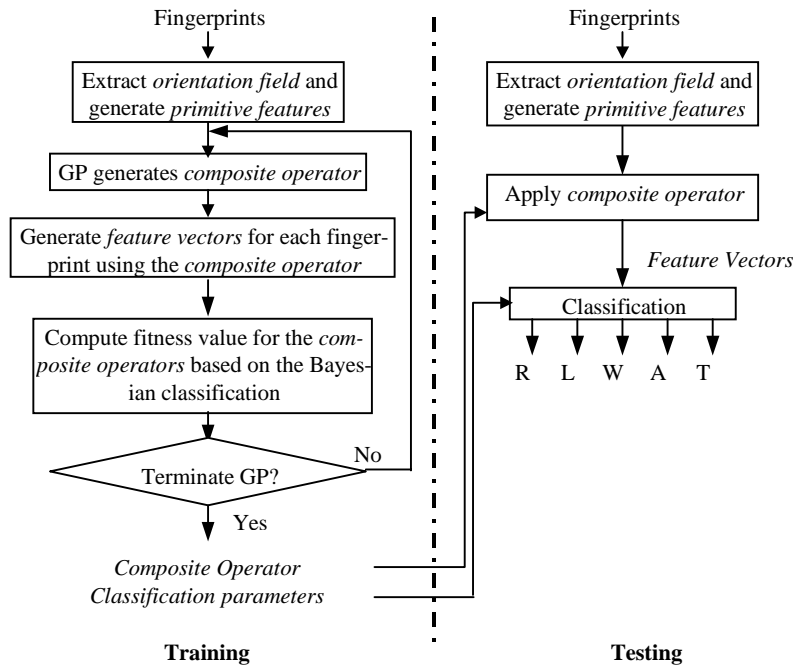 Fingerprints
Extract orientation field and
generate primitive features
GP generates composite operator
Generate feature vectors for each finger-
print using the composite operator
Compute fitness value for the com-
posite operators based on the Bayes-
ian classification
Terminate GP?
No
Yes
Composite Operator
Classification parameters
Training
Fingerprints
Extract orientation field and
generate primitive features
Apply composite operator
Feature Vectors
Classification
R L W A T
Testing